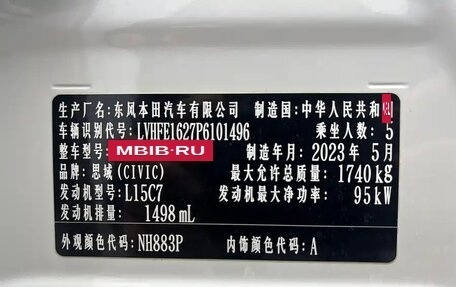 生产厂名:东风本田汽车有限公司 制造国:中华人民共和
车辆识别代号:LVHFE1627P6101496 乘坐人数: 5
整车型号: MBIB-RU 制造年月:2023年 5月
品牌:思域(CIVIC) 最大允许总质量: 1740kg
发动机型号:L15C7 发动机最大净功率: 95kW
发动机排量: 1498mL
外观颜色代码: NH883P 内饰颜色代码: A